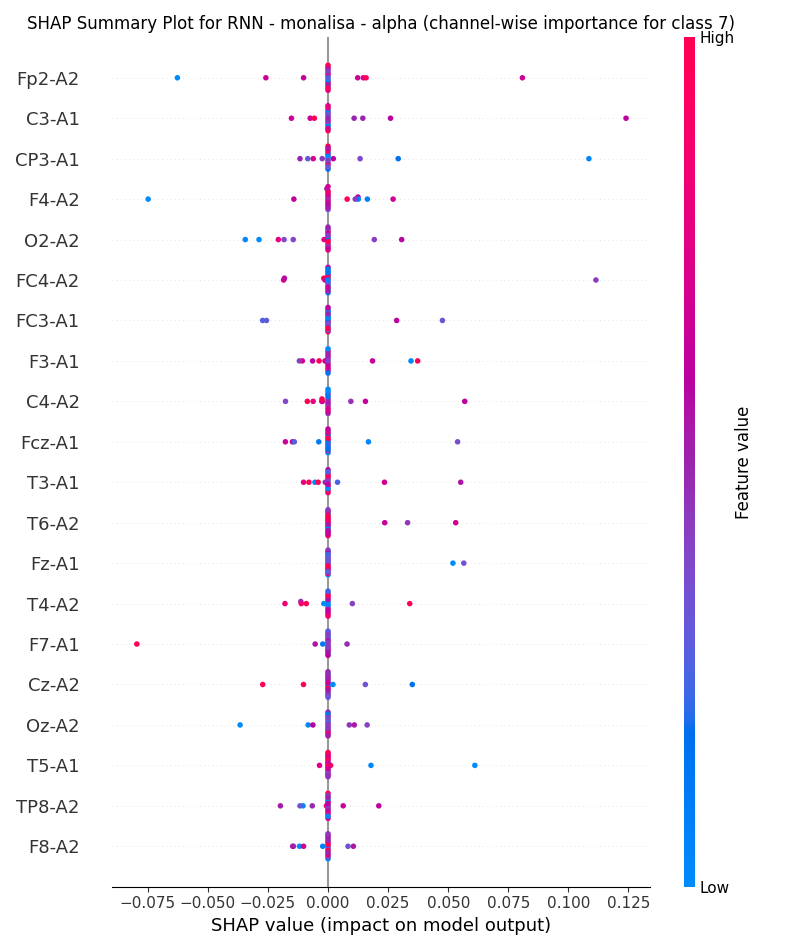 SHAP Summary Plot for RNN - monalisa - alpha (channel-wise importance for class 7)
High
Fp2-A2
C3-A1
CP3-A1
F4-A2
O2-A2
FC4-A2
FC3-A1
F3-A1
C4-A2
Fcz-A1
T3-A1
T6-A2
Fz-A1
T4-A2
F7-A1
Cz-A2
Oz-A2
T5-A1
TP8-A2
F8-A2
Feature value
Low
−0.075 −0.050 −0.025 0.000 0.025 0.050 0.075 0.100 0.125
SHAP value (impact on model output)